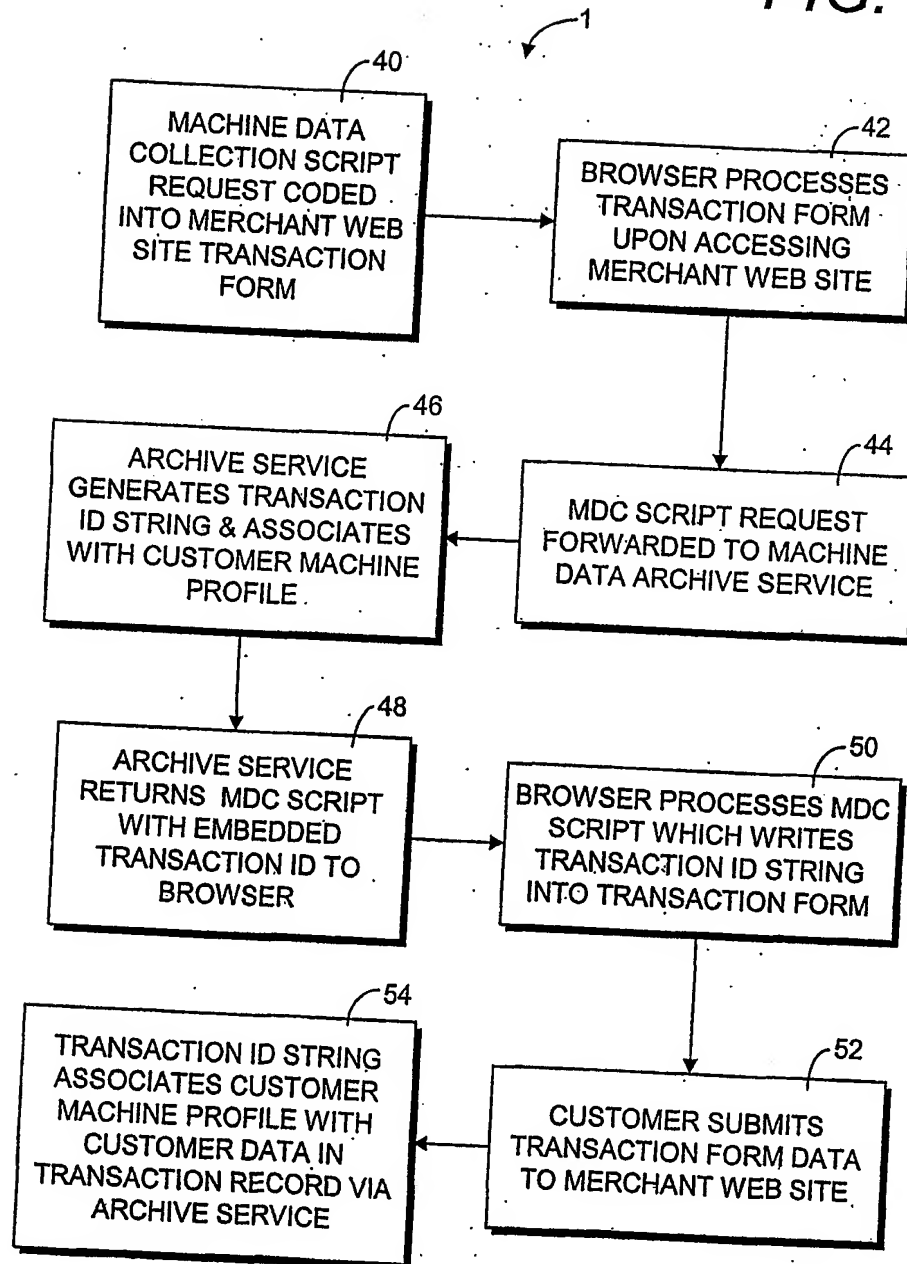 FIG.
1
40
MACHINE DATA
COLLECTION SCRIPT
REQUEST CODED
INTO MERCHANT WEB
SITE TRANSACTION
FORM
42
BROWSER PROCESSES
TRANSACTION FORM
UPON ACCESSING
MERCHANT WEB SITE
44
MDC SCRIPT REQUEST
FORWARDED TO MACHINE
DATA ARCHIVE SERVICE
46
ARCHIVE SERVICE
GENERATES TRANSACTION
ID STRING & ASSOCIATES
WITH CUSTOMER MACHINE
PROFILE
48
ARCHIVE SERVICE
RETURNS MDC SCRIPT
WITH EMBEDDED
TRANSACTION ID TO
BROWSER
50
BROWSER PROCESSES MDC
SCRIPT WHICH WRITES
TRANSACTION ID STRING
INTO TRANSACTION FORM
52
CUSTOMER SUBMITS
TRANSACTION FORM DATA
TO MERCHANT WEB SITE
54
TRANSACTION ID STRING
ASSOCIATES CUSTOMER
MACHINE PROFILE WITH
CUSTOMER DATA IN
TRANSACTION RECORD VIA
ARCHIVE SERVICE